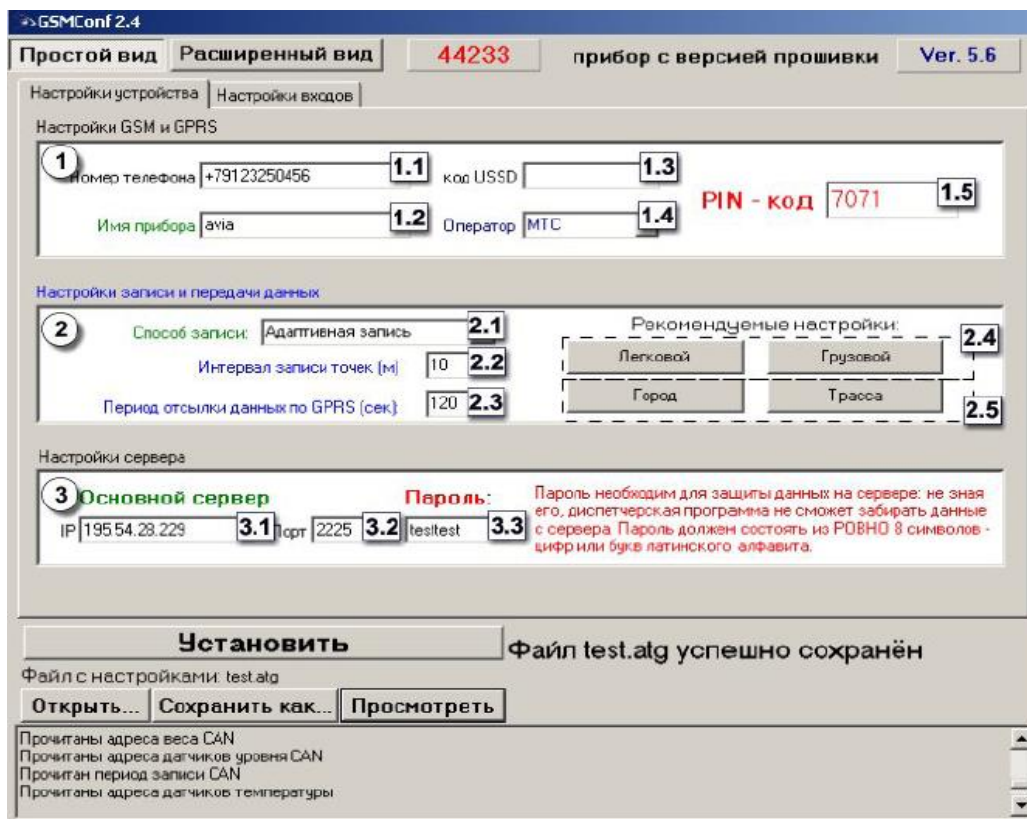 GSMConf 2.4
Простой вид Расширенный вид 44233 прибор с версией прошивки Ver. 5.6
Настройки устройства Настройки входов
Настройки GSM и GPRS
1
Номер телефона +79123250456 1.1 код USSD 1.3
PIN - код 7071 1.5
Имя прибора avia 1.2 Оператор МТС 1.4
Настройки записи и передачи данных
2
Способ записи: Адаптивная запись 2.1
Интервал записи точек (м) 10 2.2
Период отсылки данных по GPRS (сек): 120 2.3
Рекомендуемые настройки:
Легковой Грузовой 2.4
Город Трасса 2.5
Настройки сервера
3
Основной сервер Пароль:
IP 195.54.28.229 3.1 Порт 2225 3.2 testtest 3.3
Пароль необходим для защиты данных на сервере: не зная
его, диспетчерская программа не сможет забирать данные
с сервера. Пароль должен состоять из РОВНО 8 символов -
цифр или букв латинского алфавита.
Установить Файл test.atg успешно сохранён
Файл с настройками: test.atg
Открыть... Сохранить как... Просмотреть
Прочитаны адреса веса CAN
Прочитаны адреса датчиков уровня CAN
Прочитан период записи CAN
Прочитаны адреса датчиков температуры